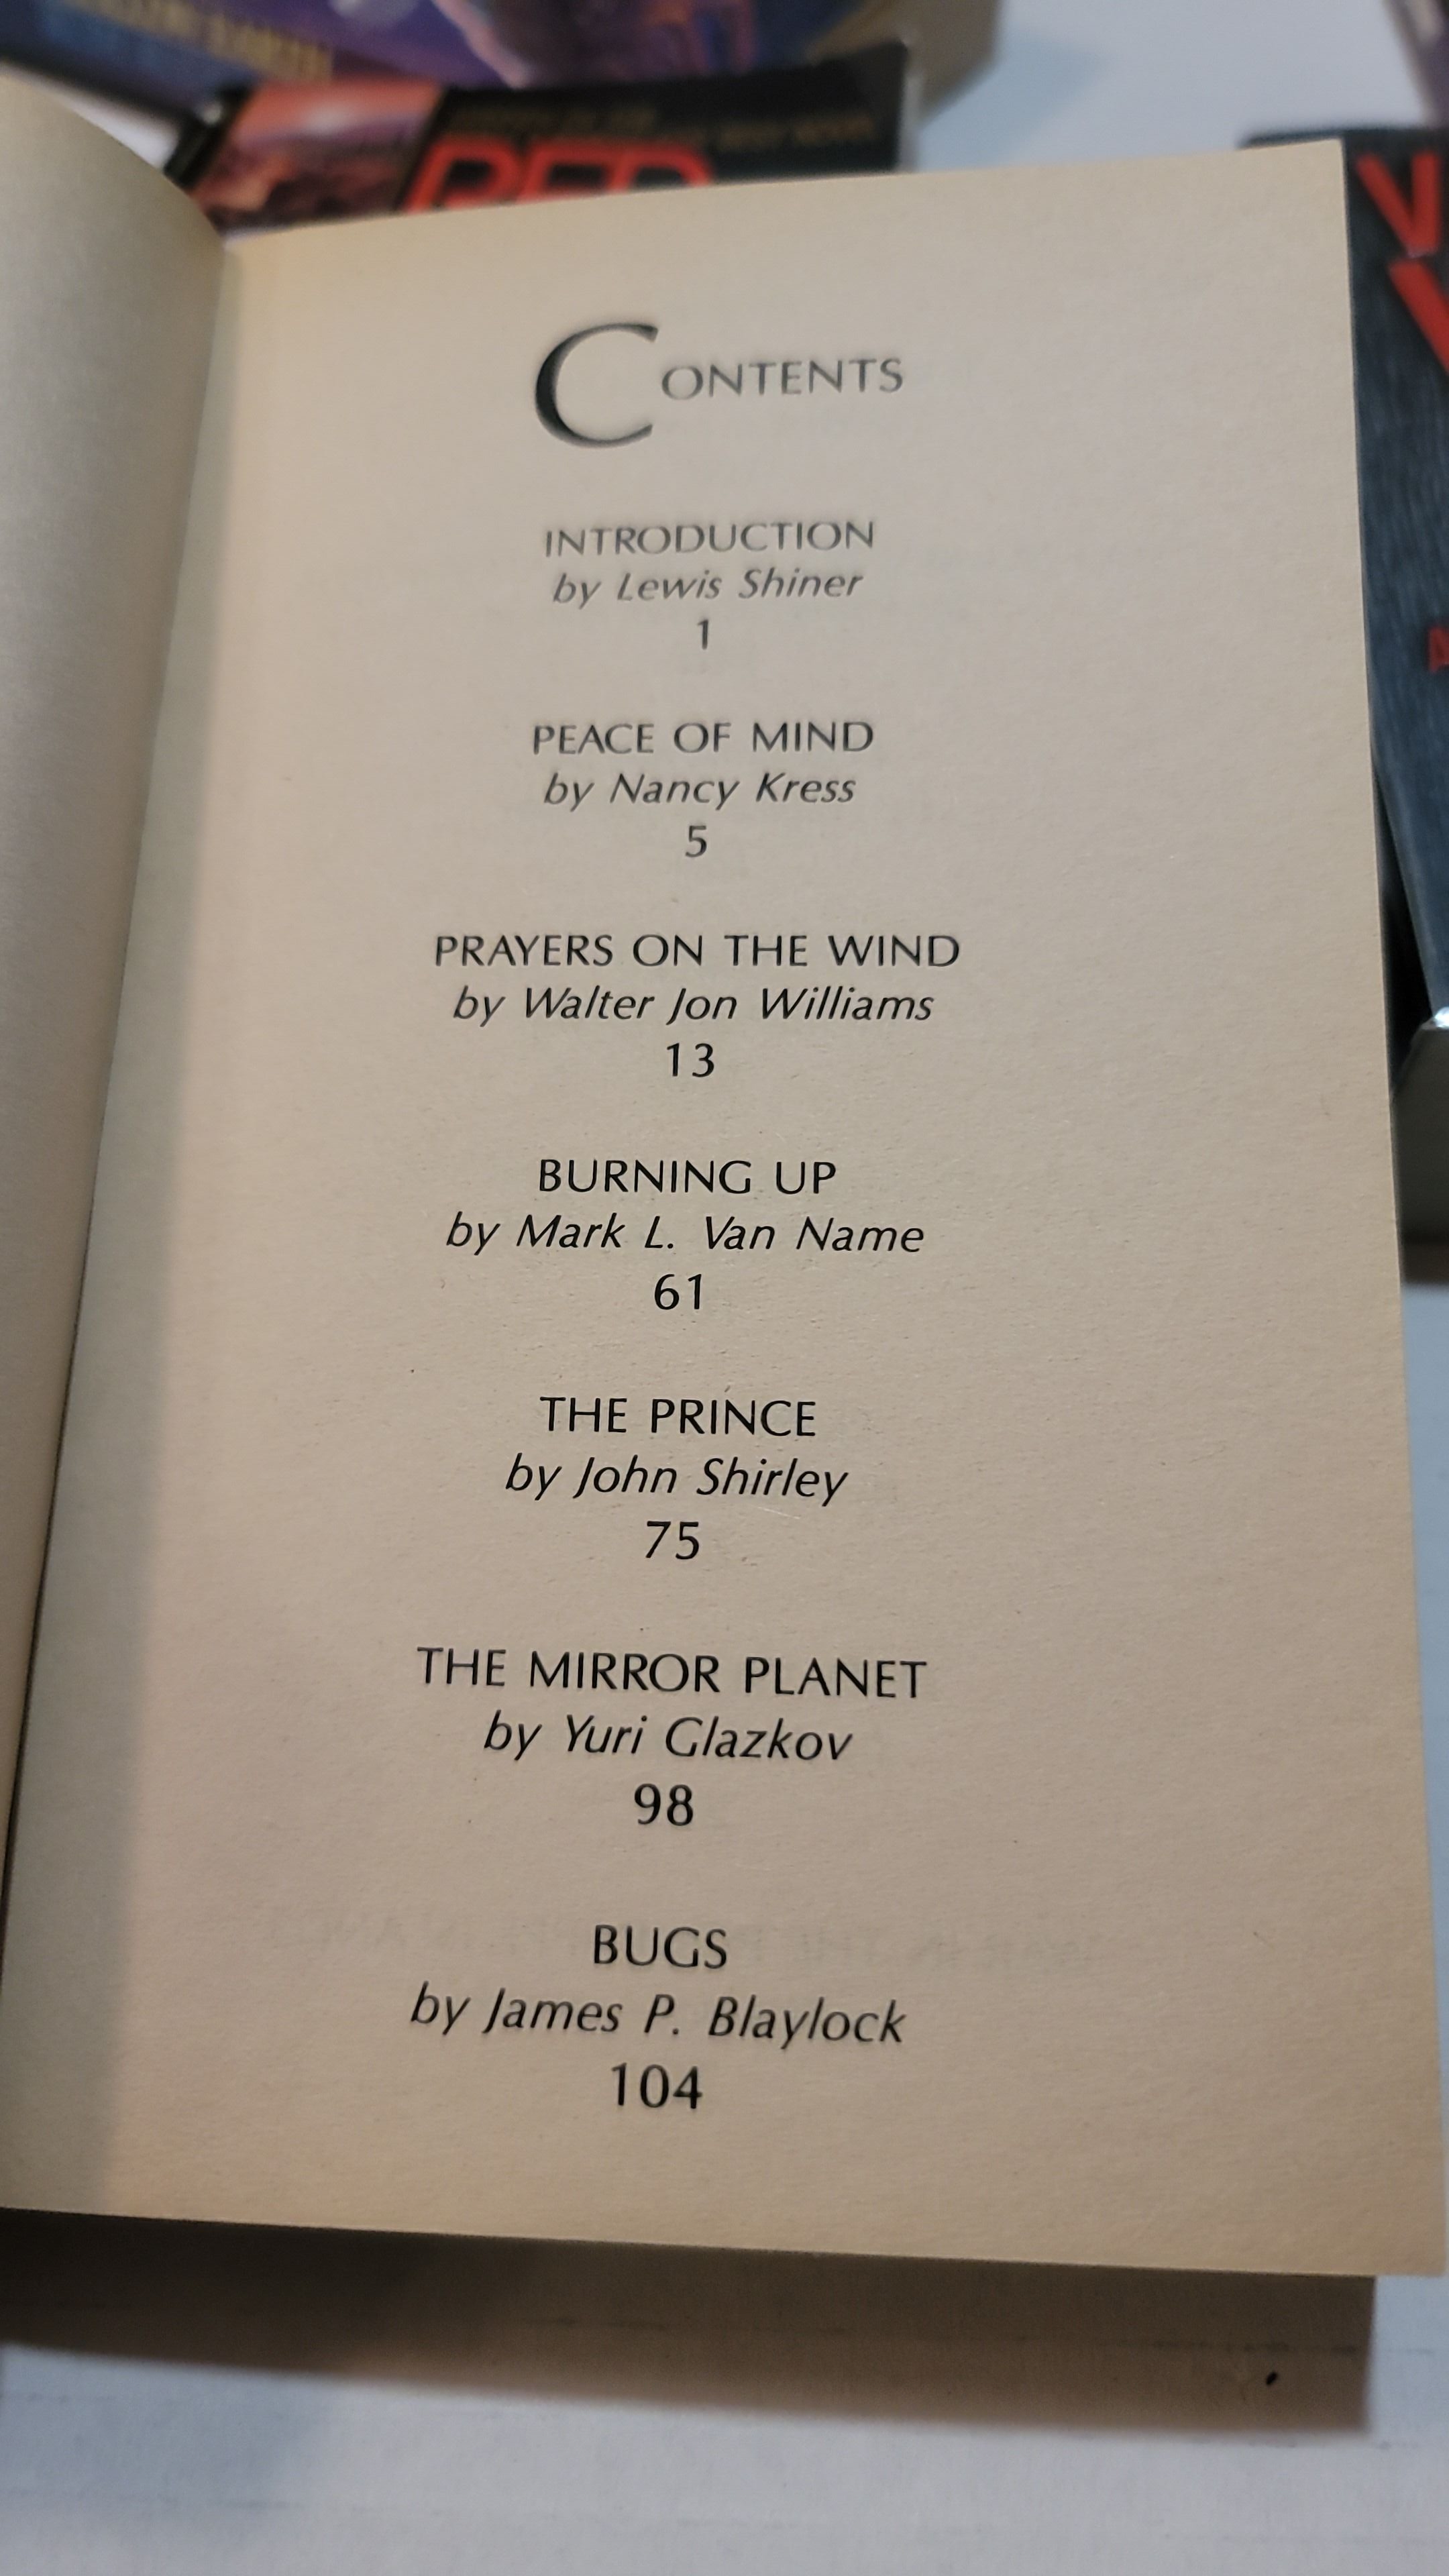 RED
CONTENTS
INTRODUCTION
by Lewis Shiner
1
PEACE OF MIND
by Nancy Kress
5
PRAYERS ON THE WIND
by Walter Jon Williams
13
BURNING UP
by Mark L. Van Name
61
THE PRINCE
by John Shirley
75
THE MIRROR PLANET
by Yuri Glazkov
98
BUGS
by James P. Blaylock
104